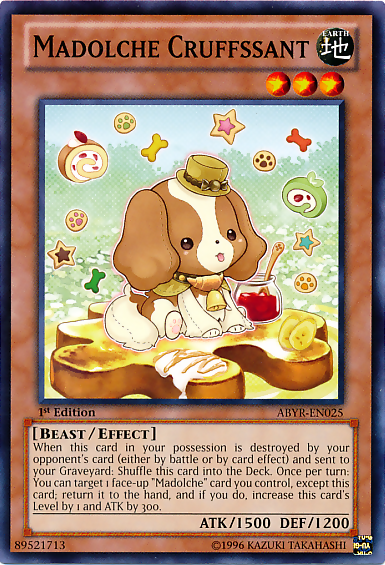 MADOLCHE CRUFFSSANT
EARTH
地
1st Edition
ABYR-EN025
[BEAST / EFFECT]
When this card in your possession is destroyed by your
opponent's card (either by battle or by card effect) and sent to
your Graveyard: Shuffle this card into the Deck. Once per turn:
You can target 1 face-up "Madolche" card you control, except this
card; return it to the hand, and if you do, increase this card's
Level by 1 and ATK by 300.
ATK/1500 DEF/1200
89521713
©1996 KAZUKI TAKAHASHI